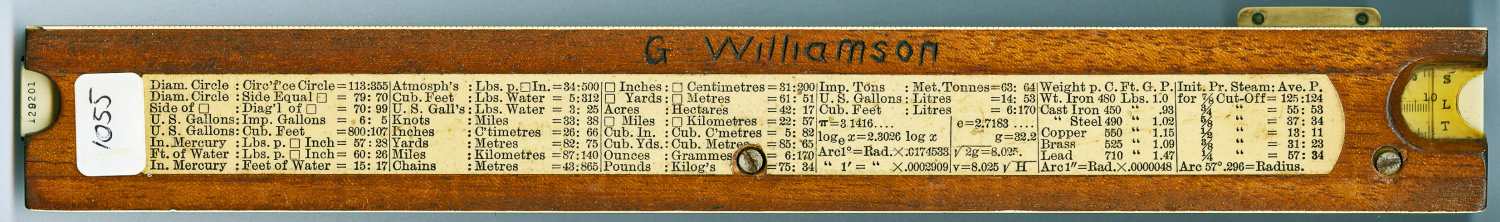 G Williamson
129201
1055
Diam. Circle : Circ'f'ce Circle=113:355
Diam. Circle : Side Equal □ = 79: 70
Side of □ : Diag'l of □ = 70: 99
U. S. Gallons: Imp. Gallons = 6: 5
U. S. Gallons: Cub. Feet =800:107
In. Mercury : Lbs. p. □ Inch= 57: 28
Ft. of Water : Lbs. p. □ Inch= 60: 26
In. Mercury : Feet of Water = 15: 17
Atmosph's : Lbs. p. □ In.=34:500
Cub. Feet : Lbs. Water = 5:312
U. S. Gall's : Lbs. Water = 3: 25
Knots : Miles =33: 38
Inches : C'timetres =26: 66
Yards : Metres =82: 75
Miles : Kilometres =87:140
Chains : Metres =43:865
□ Inches : □ Centimetres =31:200
□ Yards : □ Metres =61: 51
Acres : Hectares =42: 17
□ Miles : □ Kilometres =22: 57
Cub. In. : Cub. C'metres = 5: 82
Cub. Yds. : Cub. Metres =85: 65
Ounces : Grammes = 6:170
Pounds : Kilog's =75: 34
Imp. Tons : Met. Tonnes=63: 64
U. S. Gallons : Litres =14: 53
Cub. Feet : Litres = 6:170
π=3.1416.... e=2.7183 ....
logₑ x=2.3026 log x g=32.2
Arc1°=Rad.×.0174533 √2g=8.025.
" 1'= " ×.0002909 v=8.025 √H
Weight p. C. Ft. G. P.
Wt. Iron 480 Lbs. 1.0
Cast Iron 450 " .93
" Steel 490 " 1.02
Copper 550 " 1.15
Brass 525 " 1.09
Lead 710 " 1.47
Arc1"=Rad.×.0000048
Init. Pr. Steam: Ave. P.
for ⅞ Cut-Off= 125: 124
¾ " = 55: 53
⅝ " = 37: 34
½ " = 13: 11
⅜ " = 31: 23
¼ " = 57: 34
Arc 57°.296=Radius.
S
L
T
10